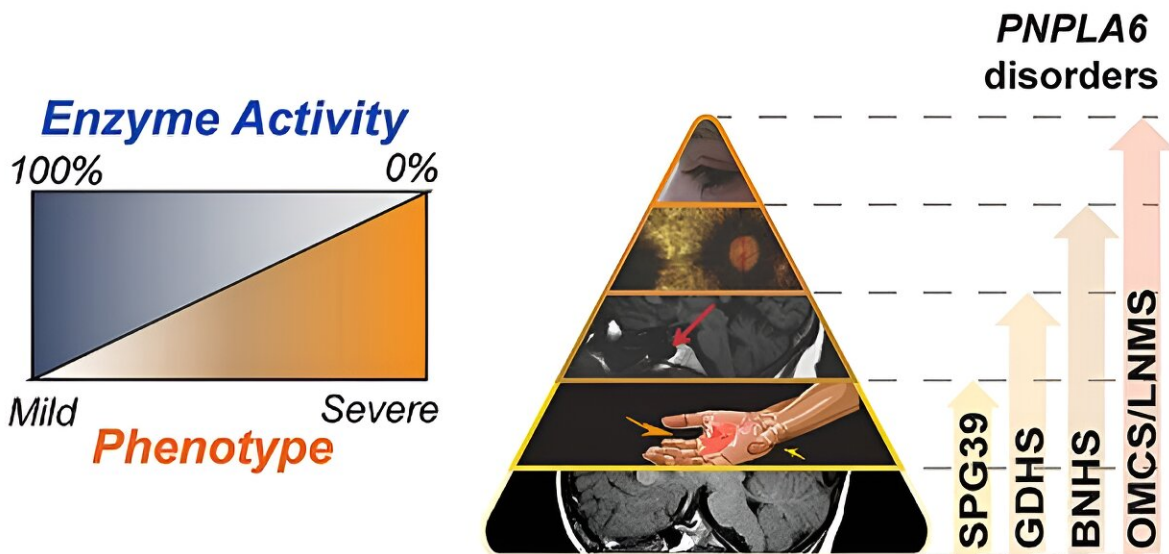 PNPLA6
disorders
Enzyme Activity
100%
0%
Mild
Severe
Phenotype
SPG39
GDHS
BNHS
OMCS/LNMS